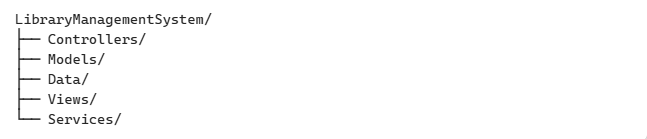 LibraryManagementSystem/
├── Controllers/
├── Models/
├── Data/
├── Views/
└── Services/